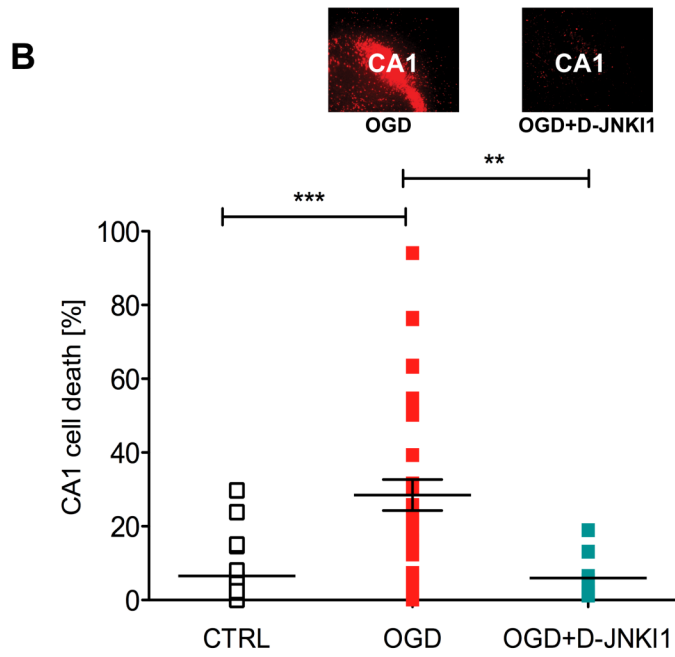 B
CA1
CA1
OGD
OGD+D-JNKI1
**
***
100
80
60
40
20
0
CA1 cell death [%]
CTRL
OGD
OGD+D-JNKI1